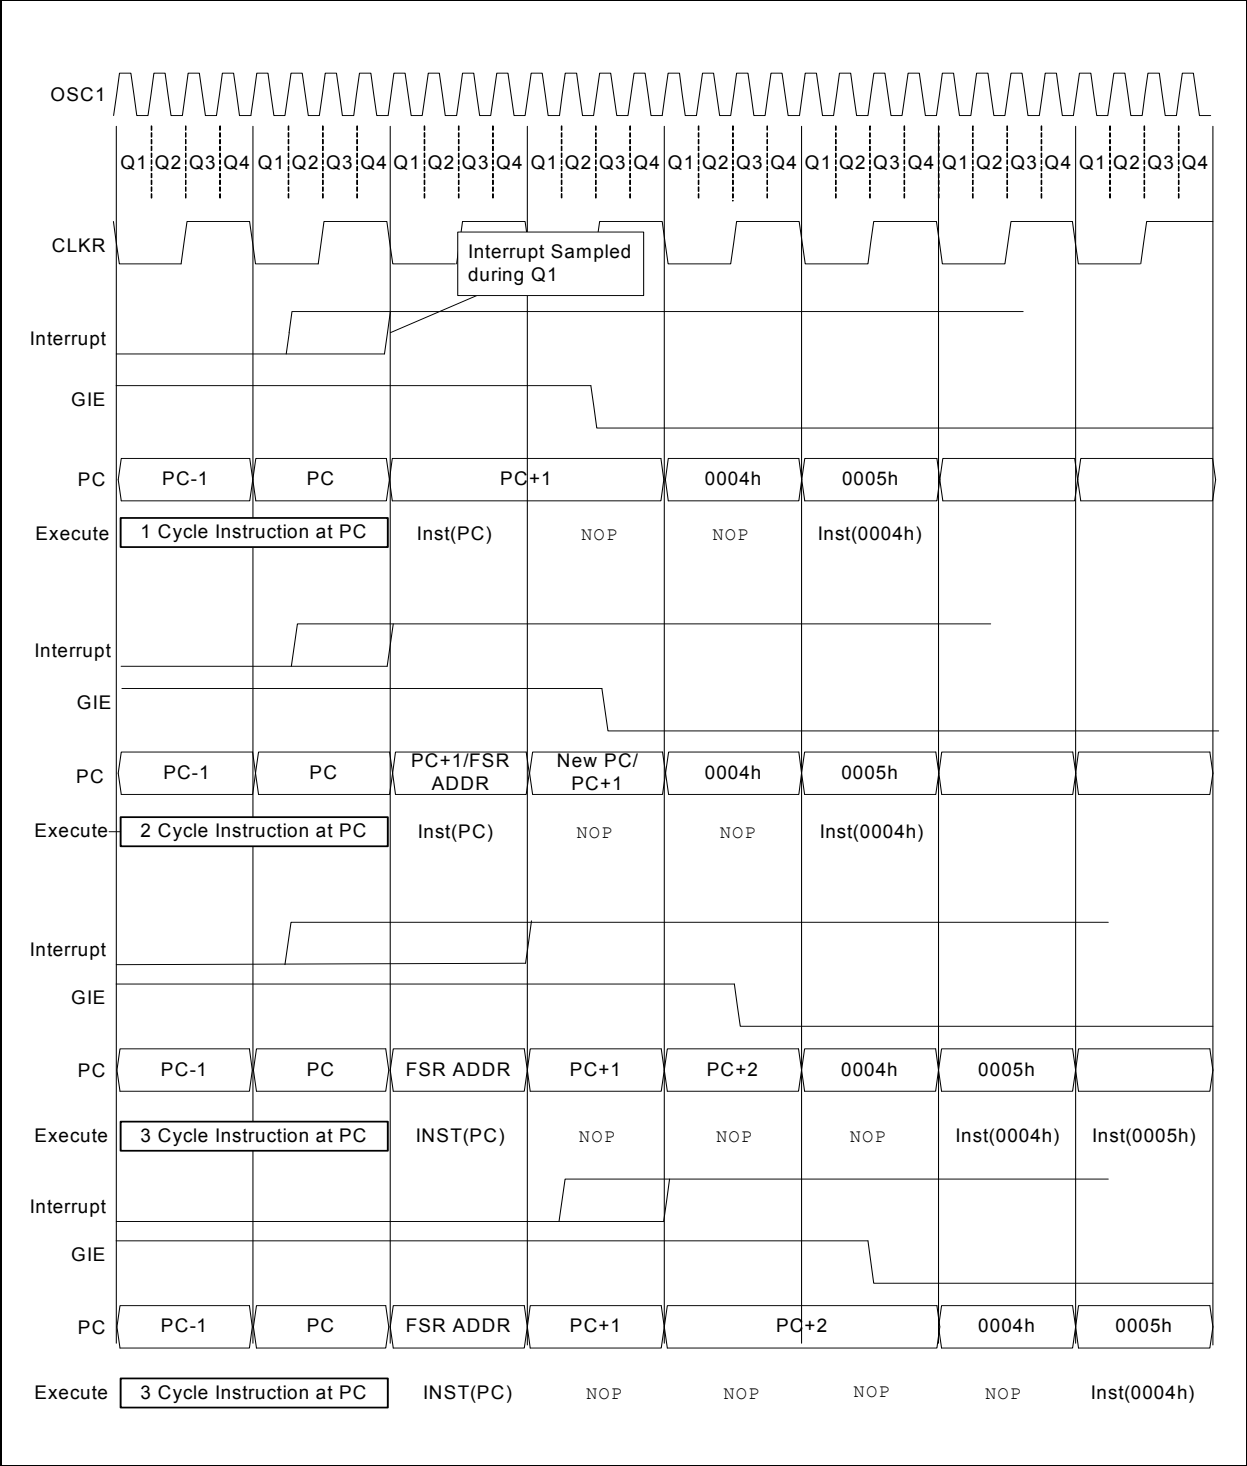 OSC1
Q1 Q2 Q3 Q4 Q1 Q2 Q3 Q4 Q1 Q2 Q3 Q4 Q1 Q2 Q3 Q4 Q1 Q2 Q3 Q4 Q1 Q2 Q3 Q4 Q1 Q2 Q3 Q4 Q1 Q2 Q3 Q4
CLKR
Interrupt Sampled
during Q1
Interrupt
GIE
PC PC-1 PC PC+1 0004h 0005h
Execute 1 Cycle Instruction at PC Inst(PC) NOP NOP Inst(0004h)
Interrupt
GIE
PC PC-1 PC PC+1/FSR ADDR New PC/ PC+1 0004h 0005h
Execute 2 Cycle Instruction at PC Inst(PC) NOP NOP Inst(0004h)
Interrupt
GIE
PC PC-1 PC FSR ADDR PC+1 PC+2 0004h 0005h
Execute 3 Cycle Instruction at PC INST(PC) NOP NOP NOP Inst(0004h) Inst(0005h)
Interrupt
GIE
PC PC-1 PC FSR ADDR PC+1 PC+2 0004h 0005h
Execute 3 Cycle Instruction at PC INST(PC) NOP NOP NOP NOP Inst(0004h)